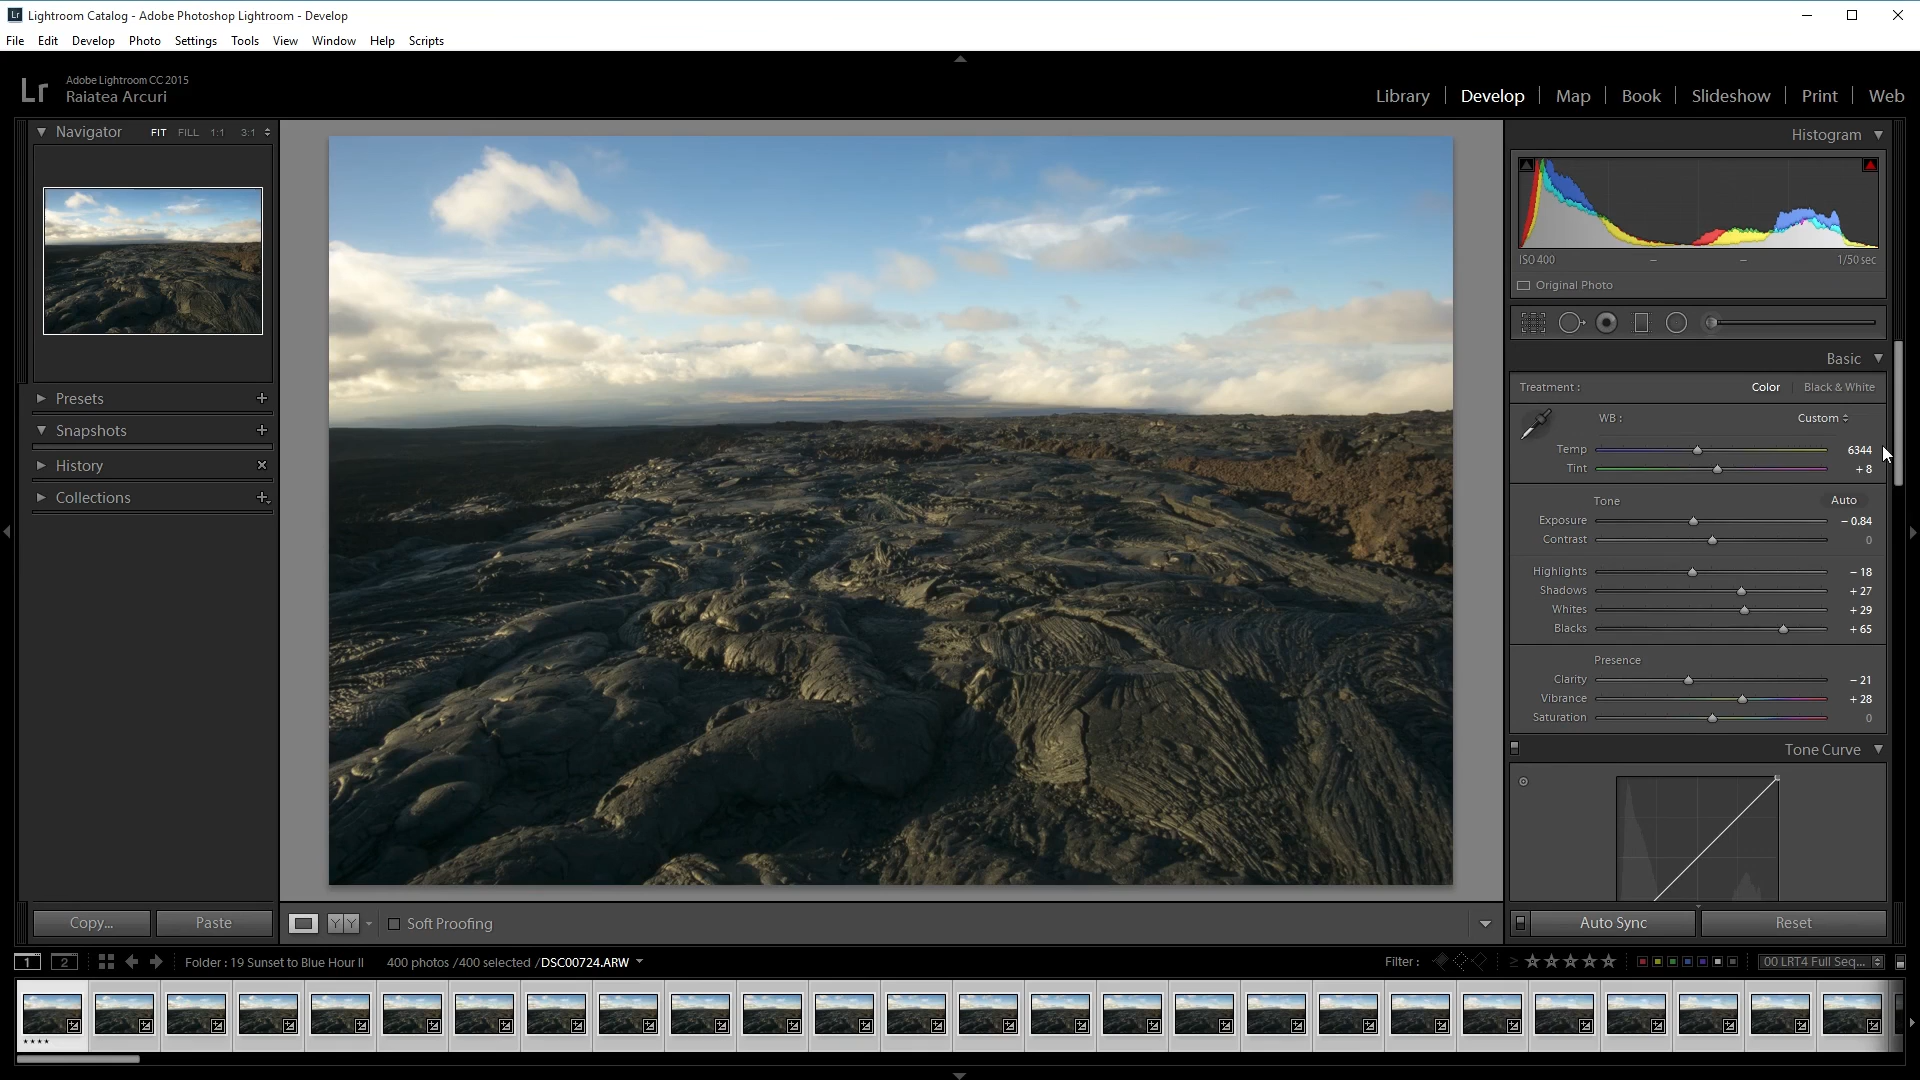 Lr Lightroom Catalog - Adobe Photoshop Lightroom - Develop
File Edit Develop Photo Settings Tools View Window Help Scripts
Lr
Adobe Lightroom CC 2015
Raiatea Arcuri
Library | Develop | Map | Book | Slideshow | Print | Web
Navigator FIT FILL 1:1 3:1
Presets +
Snapshots +
History ×
Collections +
Copy... Paste
YY Soft Proofing
Histogram
ISO 400 – – 1/50 sec
Original Photo
Basic
Treatment : Color | Black & White
WB : Custom
Temp 6344
Tint + 8
Tone Auto
Exposure – 0.84
Contrast 0
Highlights – 18
Shadows + 27
Whites + 29
Blacks + 65
Presence
Clarity – 21
Vibrance + 28
Saturation 0
Tone Curve
Auto Sync Reset
1 2 Folder : 19 Sunset to Blue Hour II 400 photos /400 selected /DSC00724.ARW Filter : ≥ ★★★★★ 00 LRT4 Full Seq...
★★★★